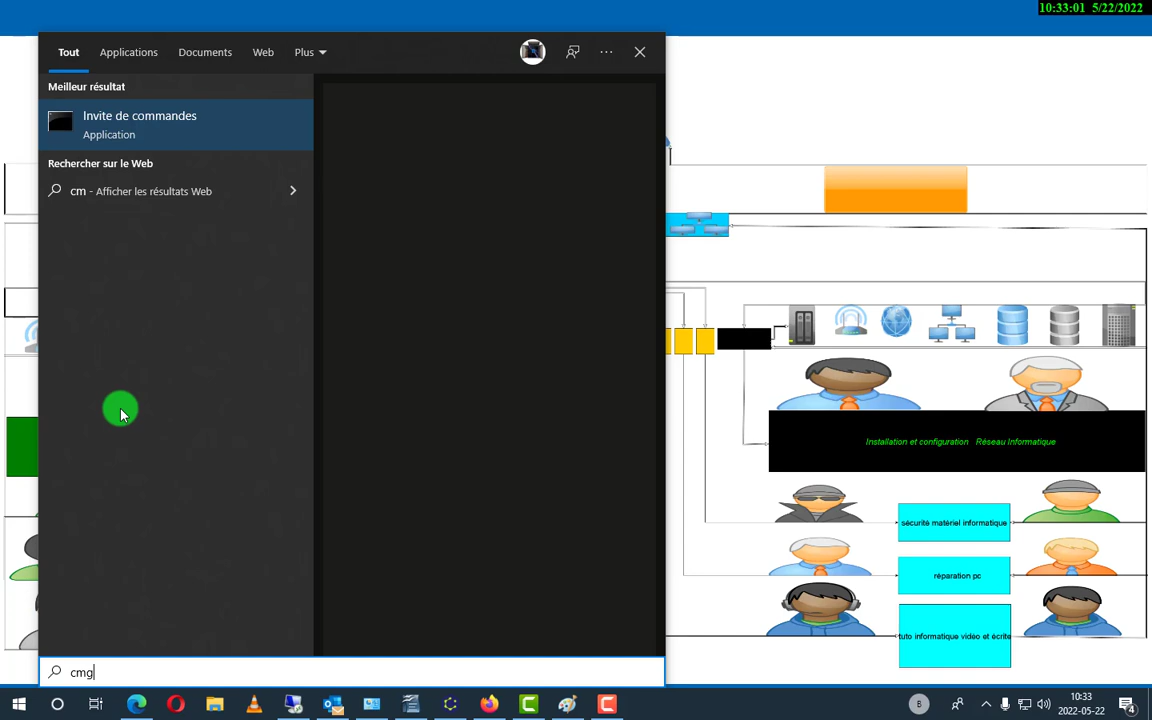 10:33:01 5/22/2022
Tout Applications Documents Web Plus
Meilleur résultat
Invite de commandes
Application
Rechercher sur le Web
cm - Afficher les résultats Web
Installation et configuration Réseau Informatique
sécurité matériel informatique
réparation pc
tuto informatique vidéo et écrite
cmg
B
10:33
2022-05-22
4